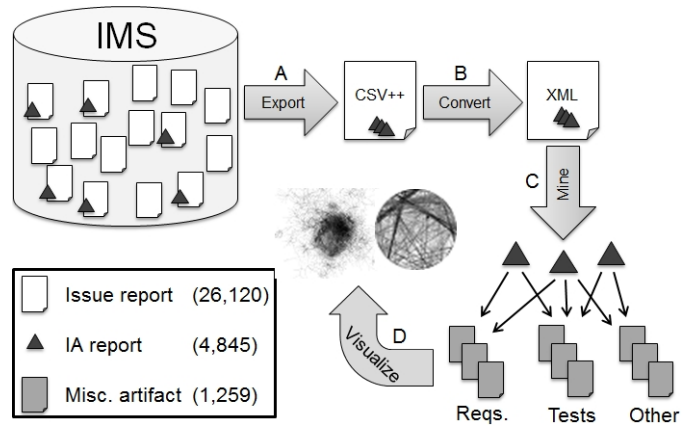 IMS
A
Export
CSV++
B
Convert
XML
C
Mine
D
Visualize
Reqs.
Tests
Other
Issue report (26,120)
IA report (4,845)
Misc. artifact (1,259)